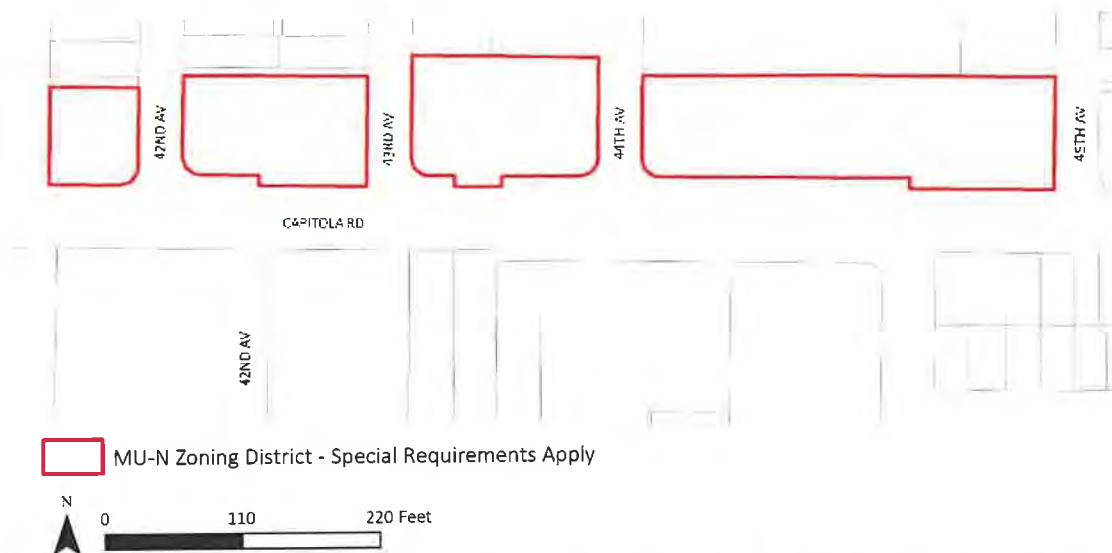 42ND AV
43RD AV
44TH AV
45TH AV
CAPITOLA RD
42ND AV
MU-N Zoning District - Special Requirements Apply
N
0 110 220 Feet